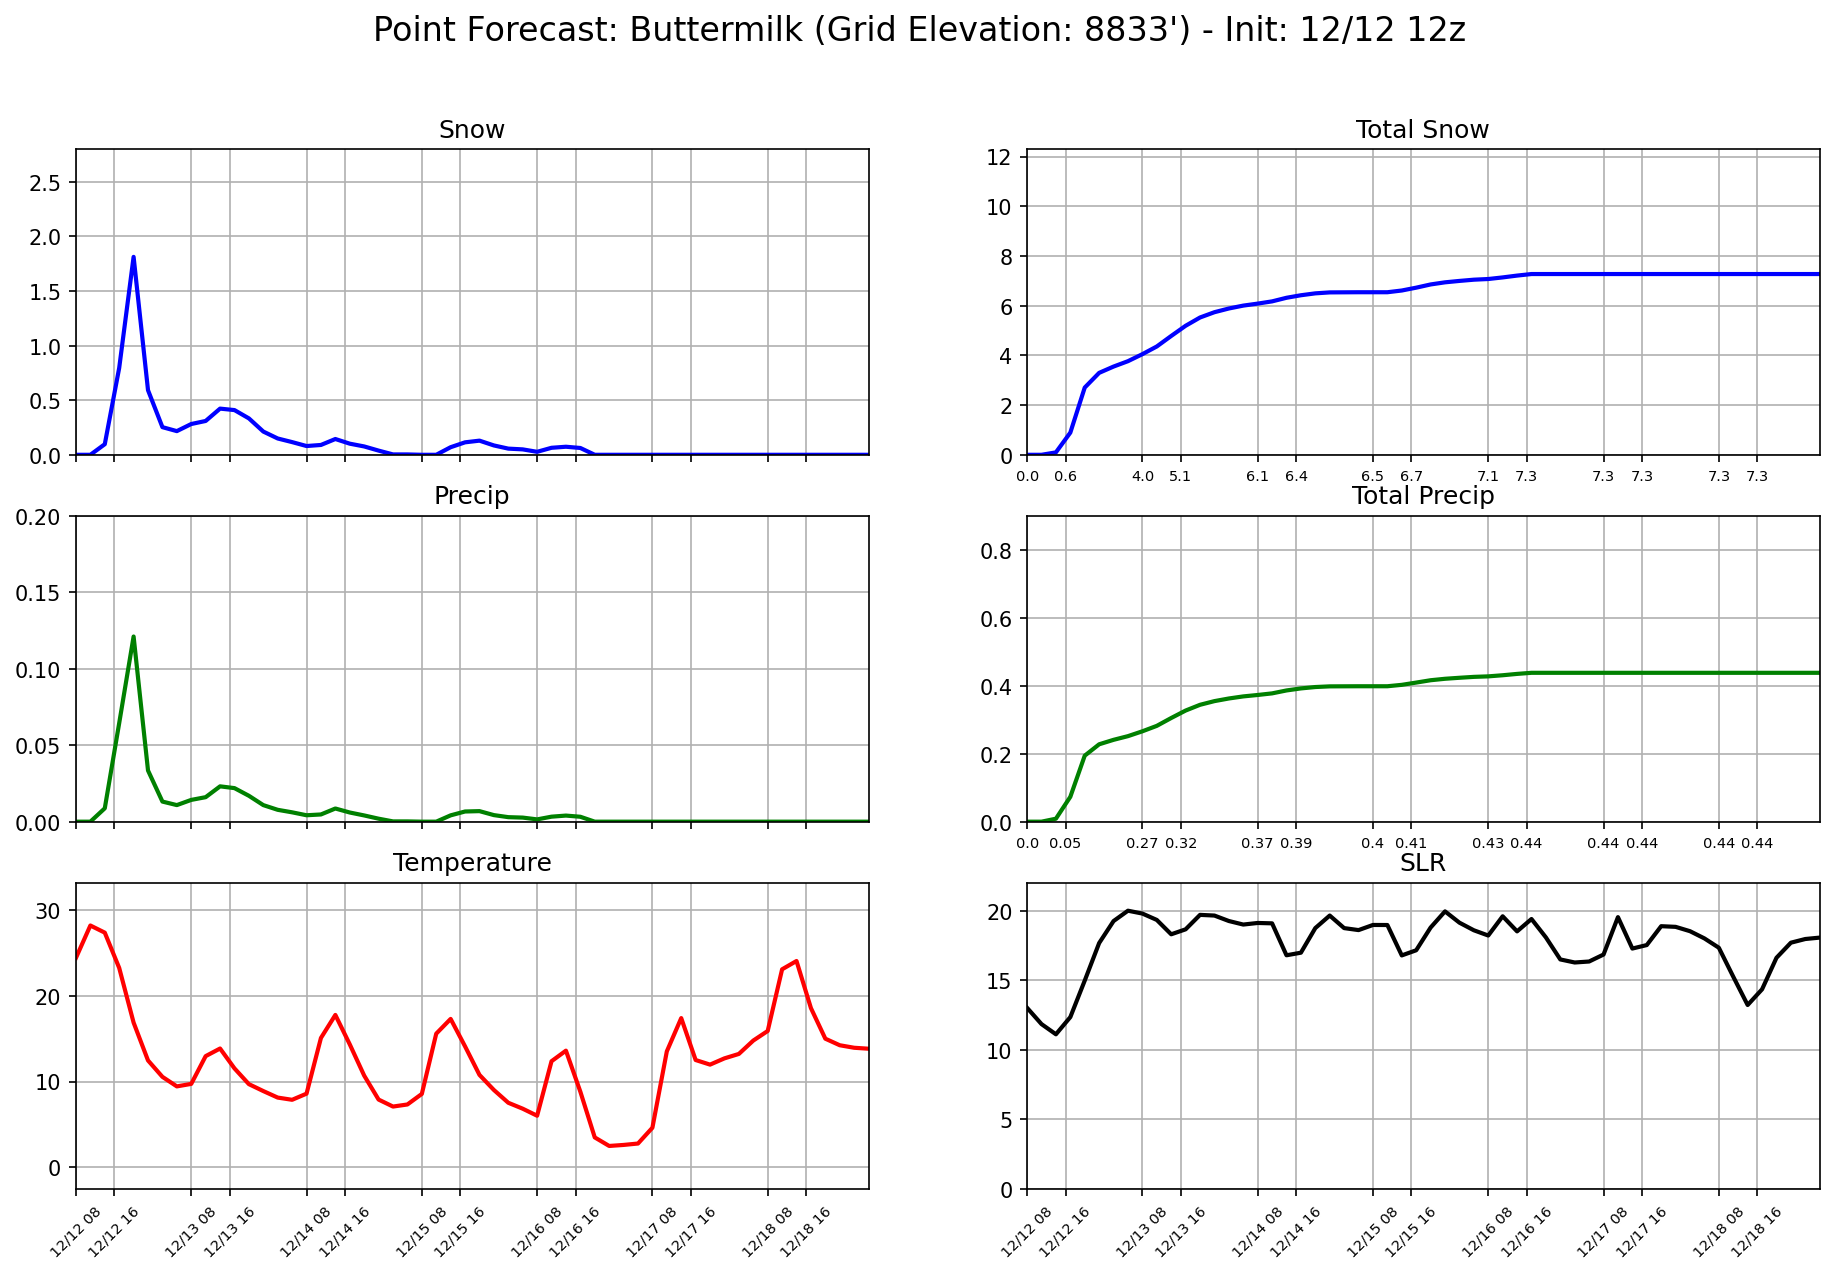 Point Forecast: Buttermilk (Grid Elevation: 8833') - Init: 12/12 12z
Snow
2.5
2.0
1.5
1.0
0.5
0.0
Total Snow
12
10
8
6
4
2
0
0.0 0.6 4.0 5.1 6.1 6.4 6.5 6.7 7.1 7.3 7.3 7.3 7.3 7.3
Precip
0.20
0.15
0.10
0.05
0.00
Total Precip
0.8
0.6
0.4
0.2
0.0
0.0 0.05 0.27 0.32 0.37 0.39 0.4 0.41 0.43 0.44 0.44 0.44 0.44 0.44
Temperature
30
20
10
0
12/12 08 12/12 16 12/13 08 12/13 16 12/14 08 12/14 16 12/15 08 12/15 16 12/16 08 12/16 16 12/17 08 12/17 16 12/18 08 12/18 16
SLR
20
15
10
5
0
12/12 08 12/12 16 12/13 08 12/13 16 12/14 08 12/14 16 12/15 08 12/15 16 12/16 08 12/16 16 12/17 08 12/17 16 12/18 08 12/18 16